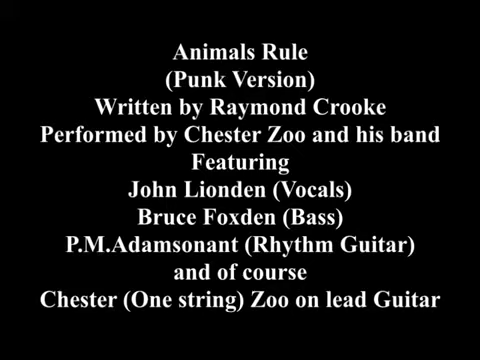 Animals Rule
(Punk Version)
Written by Raymond Crooke
Performed by Chester Zoo and his band
Featuring
John Lionden (Vocals)
Bruce Foxden (Bass)
P.M.Adamsonant (Rhythm Guitar)
and of course
Chester (One string) Zoo on lead Guitar